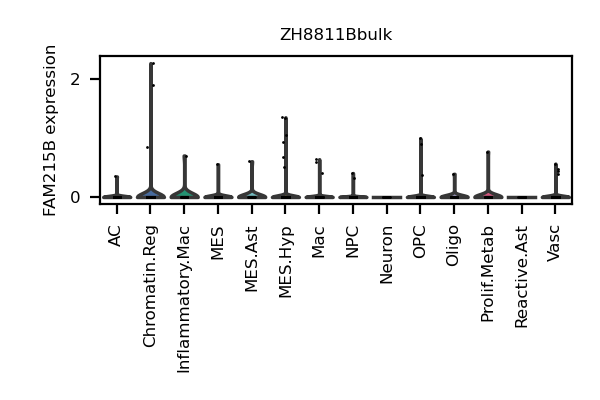 ZH8811Bbulk
FAM215B expression
2
0
AC
Chromatin.Reg
Inflammatory.Mac
MES
MES.Ast
MES.Hyp
Mac
NPC
Neuron
OPC
Oligo
Prolif.Metab
Reactive.Ast
Vasc